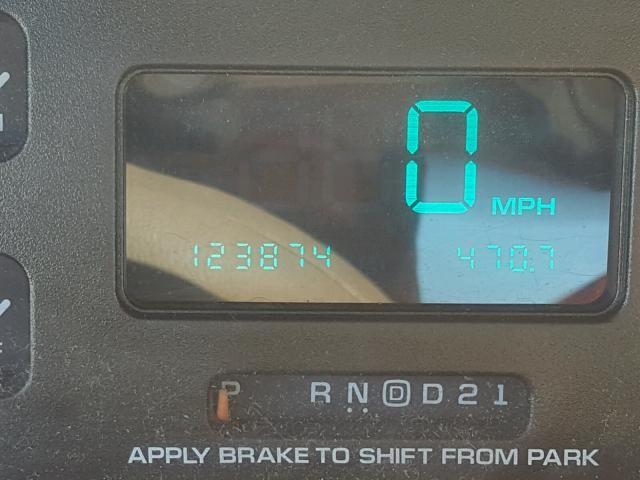 0 MPH
123874 470.7
P R N D D 2 1
APPLY BRAKE TO SHIFT FROM PARK